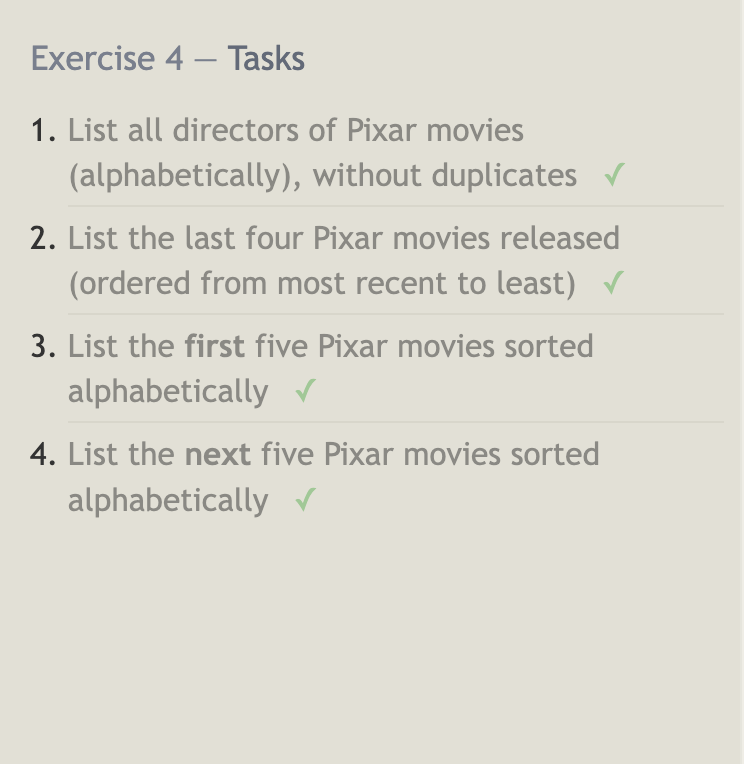 Exercise 4 — Tasks
1. List all directors of Pixar movies
(alphabetically), without duplicates ✓
2. List the last four Pixar movies released
(ordered from most recent to least) ✓
3. List the first five Pixar movies sorted
alphabetically ✓
4. List the next five Pixar movies sorted
alphabetically ✓